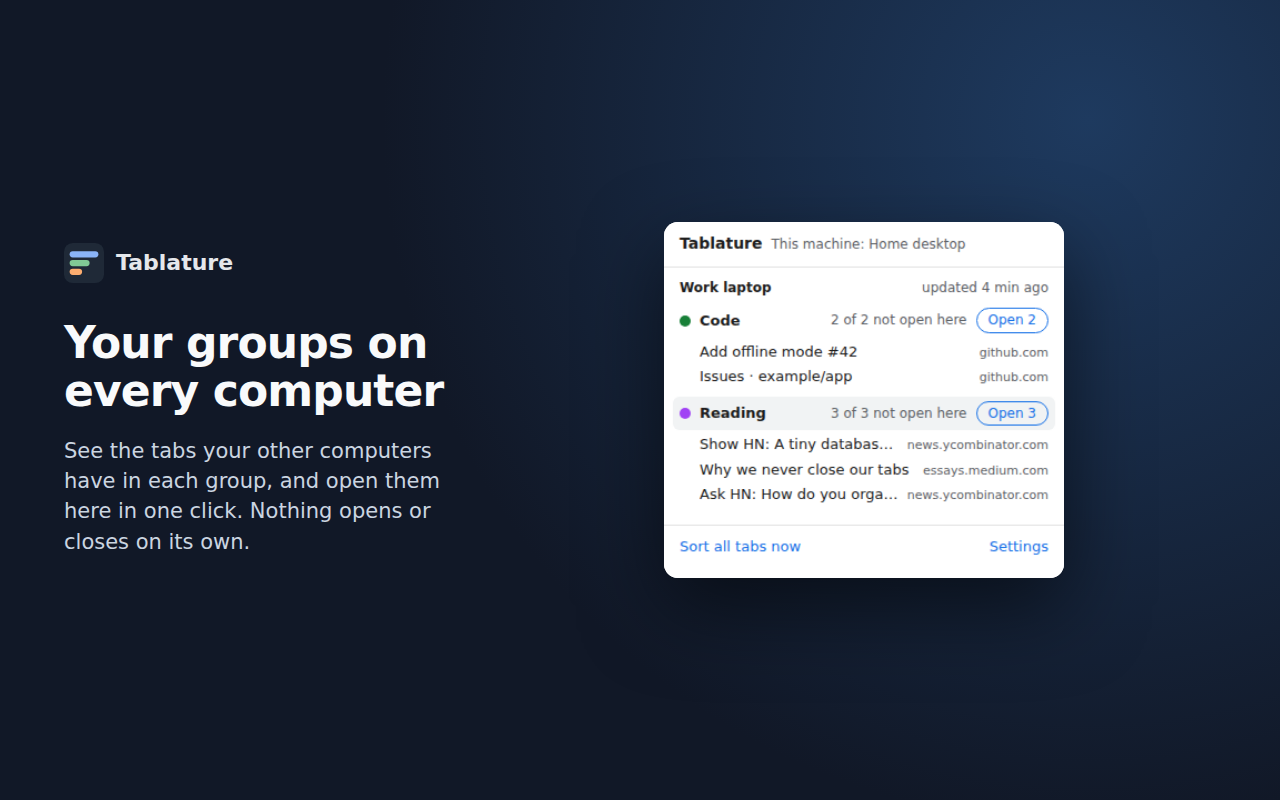 Tablature
Your groups on
every computer
See the tabs your other computers
have in each group, and open them
here in one click. Nothing opens or
closes on its own.
Tablature This machine: Home desktop
Work laptop updated 4 min ago
Code 2 of 2 not open here Open 2
Add offline mode #42 github.com
Issues · example/app github.com
Reading 3 of 3 not open here Open 3
Show HN: A tiny databas... news.ycombinator.com
Why we never close our tabs essays.medium.com
Ask HN: How do you orga... news.ycombinator.com
Sort all tabs now Settings